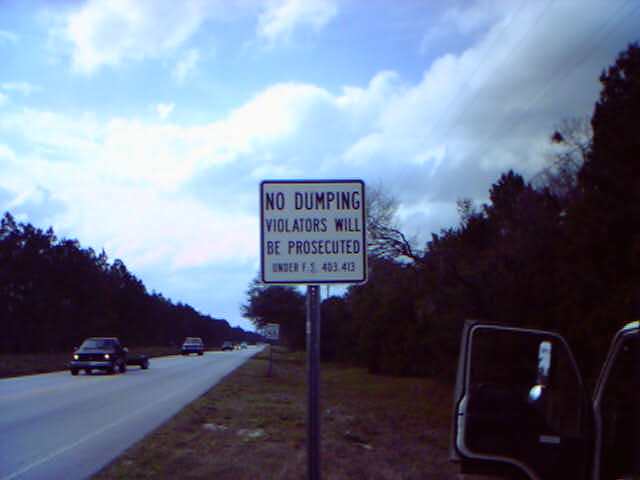 NO DUMPING
VIOLATORS WILL
BE PROSECUTED
UNDER F.S. 403.413